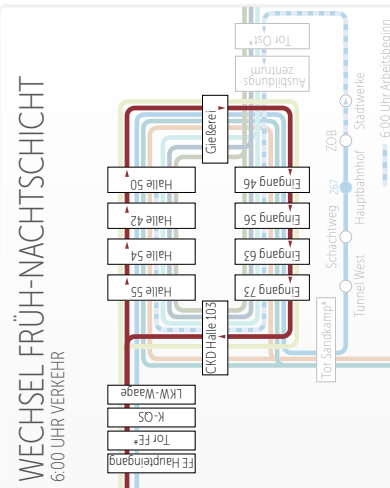 WECHSEL FRÜH-NACHTSCHICHT
6:00 UHR VERKEHR
Tor Ost*
Ausbildungs-
zentrum
Gießerei
Halle 50
Halle 42
Halle 54
Halle 55
Eingang 46
Eingang 56
Eingang 63
Eingang 73
CKD Halle 103
LKW-Waage
K-QS
Tor FE*
FE Haupteingang
Tor Sandkamp*
Tunnel West
Schachtweg
Hauptbahnhof
267
ZOB
Stadtwerke
6:00 Uhr Arbeitsbeginn